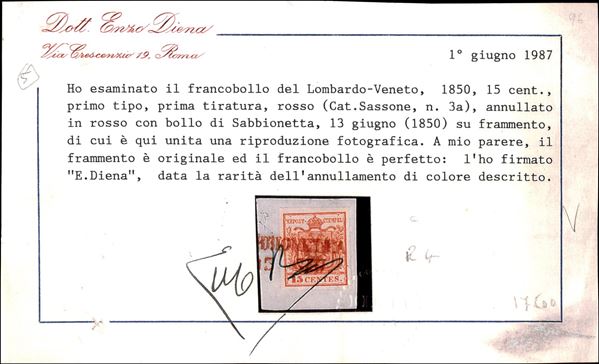 Dott. Enzo Diena
Via Crescenzio 19, Roma
96
1° giugno 1987
5
Ho esaminato il francobollo del Lombardo-Veneto, 1850, 15 cent.,
primo tipo, prima tiratura, rosso (Cat.Sassone, n. 3a), annullato
in rosso con bollo di Sabbionetta, 13 giugno (1850) su frammento,
di cui è qui unita una riproduzione fotografica. A mio parere, il
frammento è originale ed il francobollo è perfetto: l'ho firmato
"E.Diena", data la rarità dell'annullamento di colore descritto.
15 CENTES.
R 4